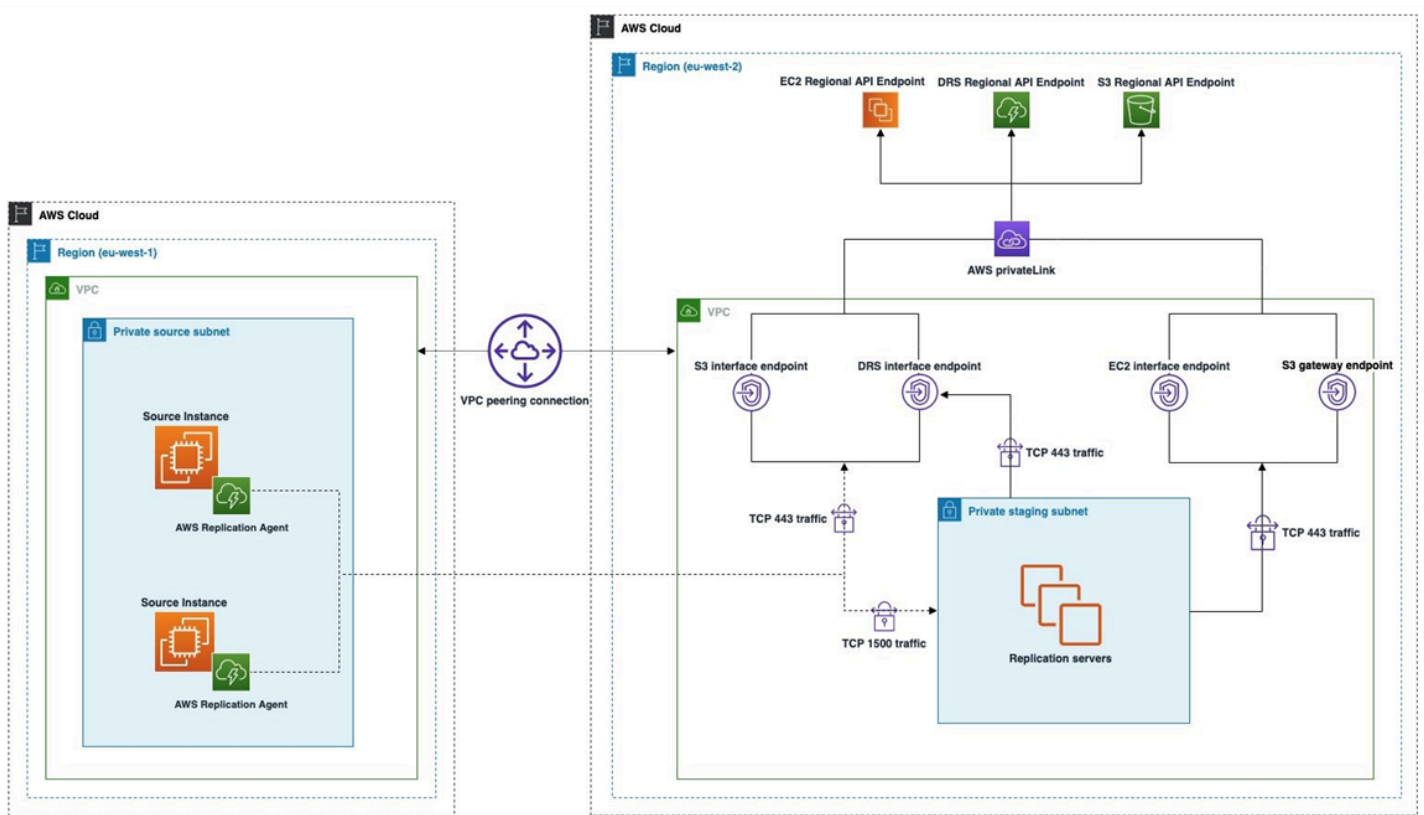 AWS Cloud
Region (eu-west-2)
EC2 Regional API Endpoint
DRS Regional API Endpoint
S3 Regional API Endpoint
AWS privateLink
AWS Cloud
Region (eu-west-1)
VPC
Private source subnet
Source Instance
AWS Replication Agent
Source Instance
AWS Replication Agent
VPC peering connection
VPC
S3 interface endpoint
DRS interface endpoint
EC2 interface endpoint
S3 gateway endpoint
TCP 443 traffic
TCP 443 traffic
TCP 443 traffic
Private staging subnet
TCP 1500 traffic
Replication servers